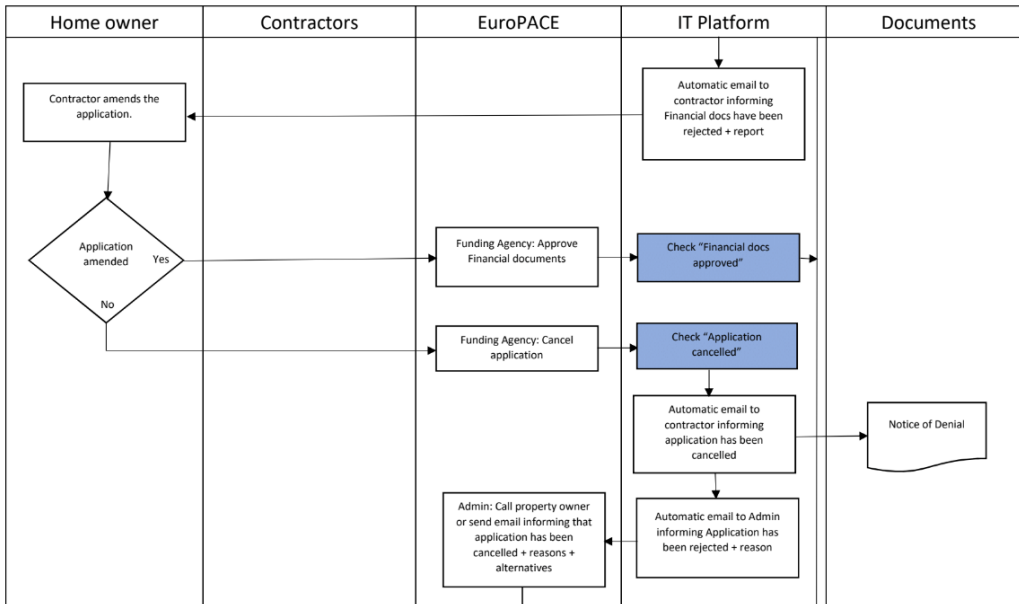 Home owner
Contractors
EuroPACE
IT Platform
Documents
Contractor amends the
application.
Automatic email to
contractor informing
Financial docs have been
rejected + report
Application
amended
Yes
No
Funding Agency: Approve
Financial documents
Check “Financial docs
approved”
Funding Agency: Cancel
application
Check “Application
cancelled”
Automatic email to
contractor informing
application has been
cancelled
Notice of Denial
Admin: Call property owner
or send email informing that
application has been
cancelled + reasons +
alternatives
Automatic email to Admin
informing Application has
been rejected + reason